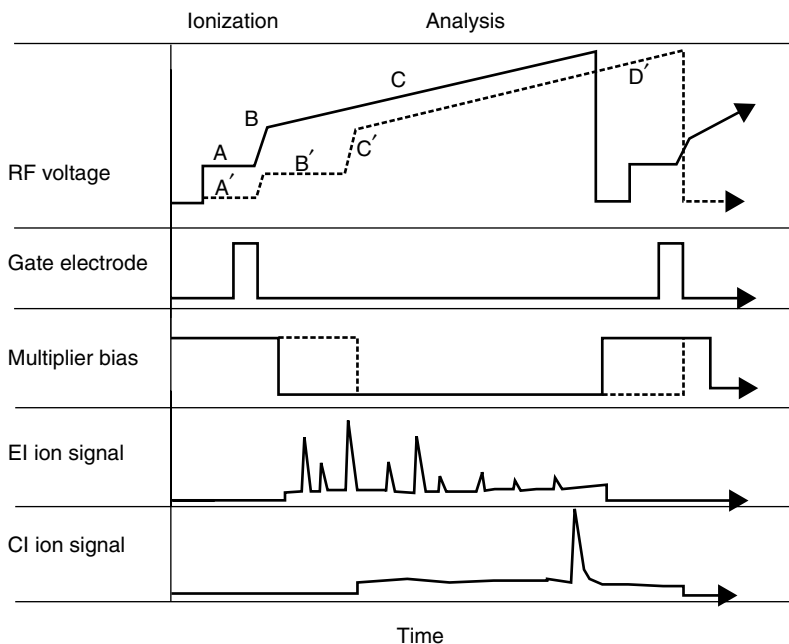 Ionization Analysis
RF voltage
A
B
C
A′
B′
C′
D′
Gate electrode
Multiplier bias
EI ion signal
CI ion signal
Time